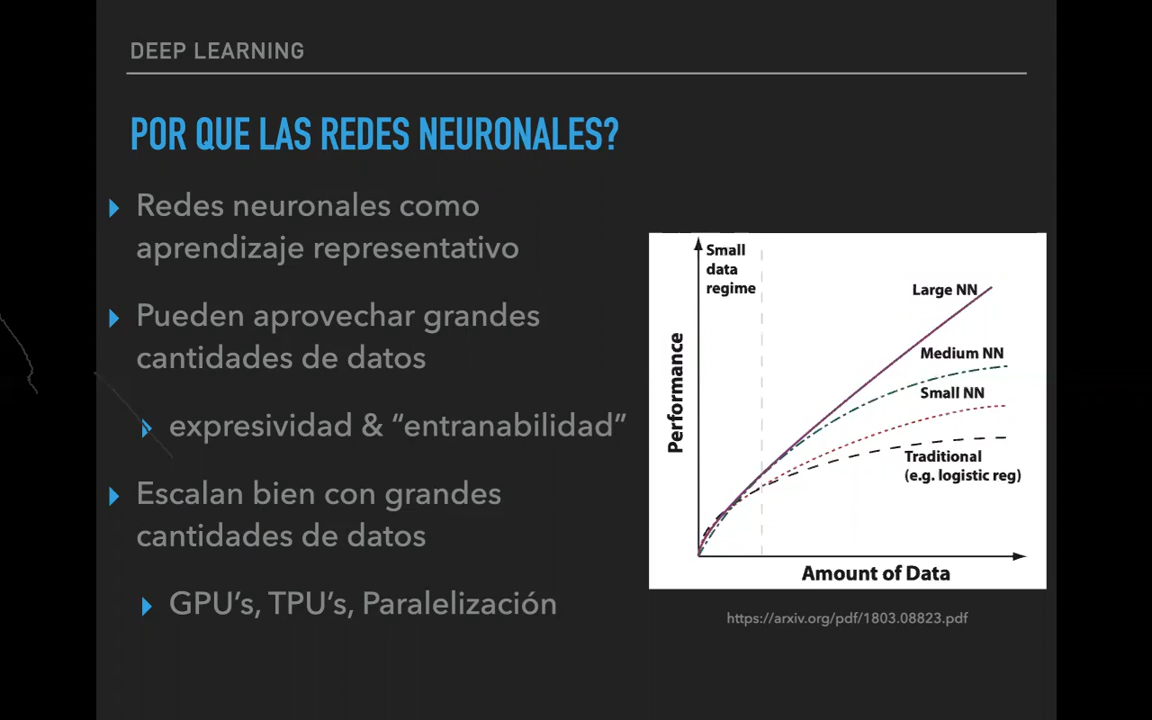 DEEP LEARNING
POR QUE LAS REDES NEURONALES?
Redes neuronales como
aprendizaje representativo
Pueden aprovechar grandes
cantidades de datos
expresividad & “entranabilidad”
Escalan bien con grandes
cantidades de datos
GPU’s, TPU’s, Paralelización
Small
data
regime
Large NN
Medium NN
Small NN
Traditional
(e.g. logistic reg)
Performance
Amount of Data
https://arxiv.org/pdf/1803.08823.pdf